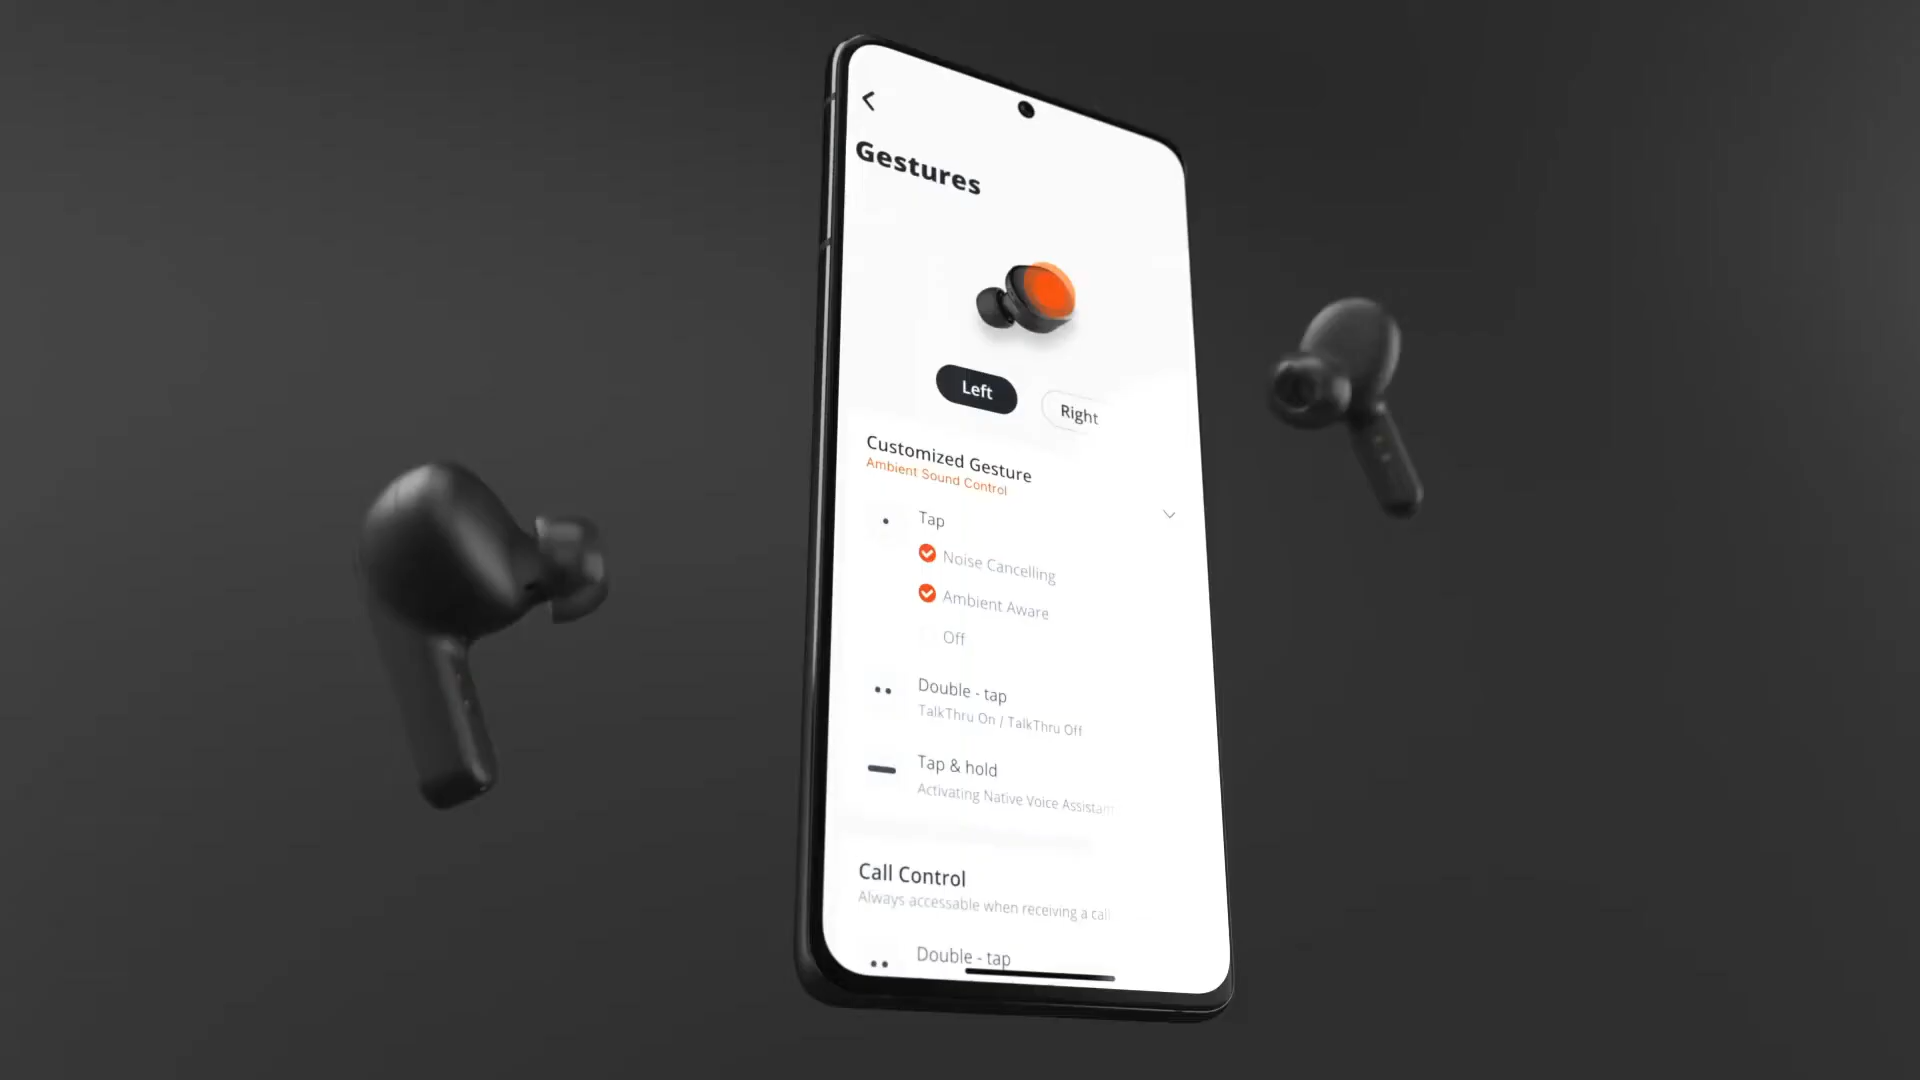 Gestures
Left
Right
Customized Gesture
Ambient Sound Control
Tap
Noise Cancelling
Ambient Aware
Off
Double - tap
TalkThru On / TalkThru Off
Tap & hold
Activating Native Voice Assistant
Call Control
Always accessable when receiving a call
Double - tap